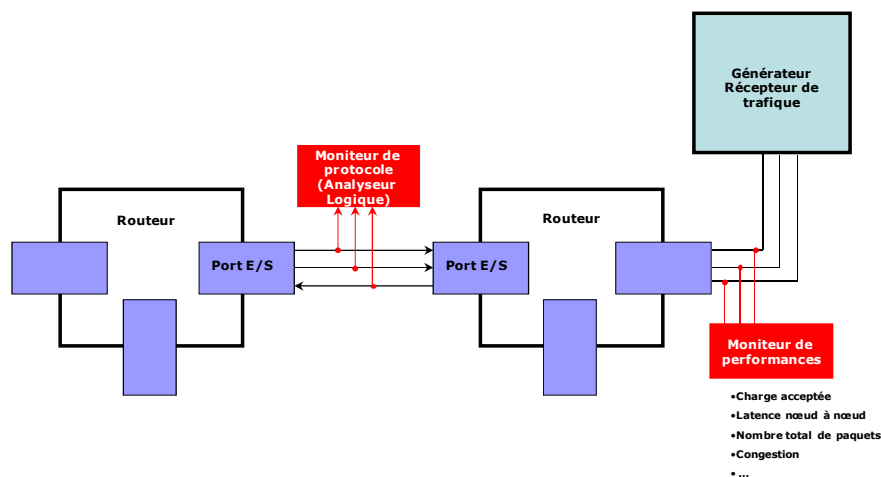 Générateur
Récepteur de
trafique
Moniteur de
protocole
(Analyseur
Logique)
Routeur
Routeur
Port E/S
Port E/S
Moniteur de
performances
•Charge acceptée
•Latence nœud à nœud
•Nombre total de paquets
•Congestion
•...